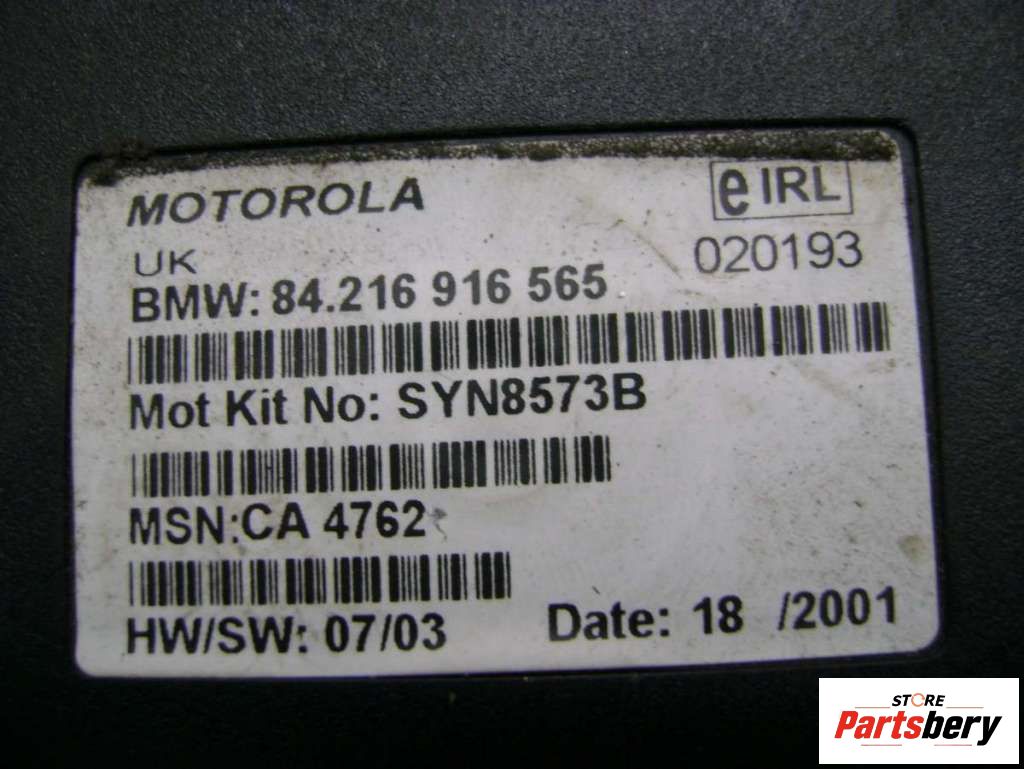 MOTOROLA
e IRL
UK
020193
BMW: 84.216 916 565
Mot Kit No: SYN8573B
MSN:CA 4762
HW/SW: 07/03
Date: 18 /2001
STORE
Partsbery